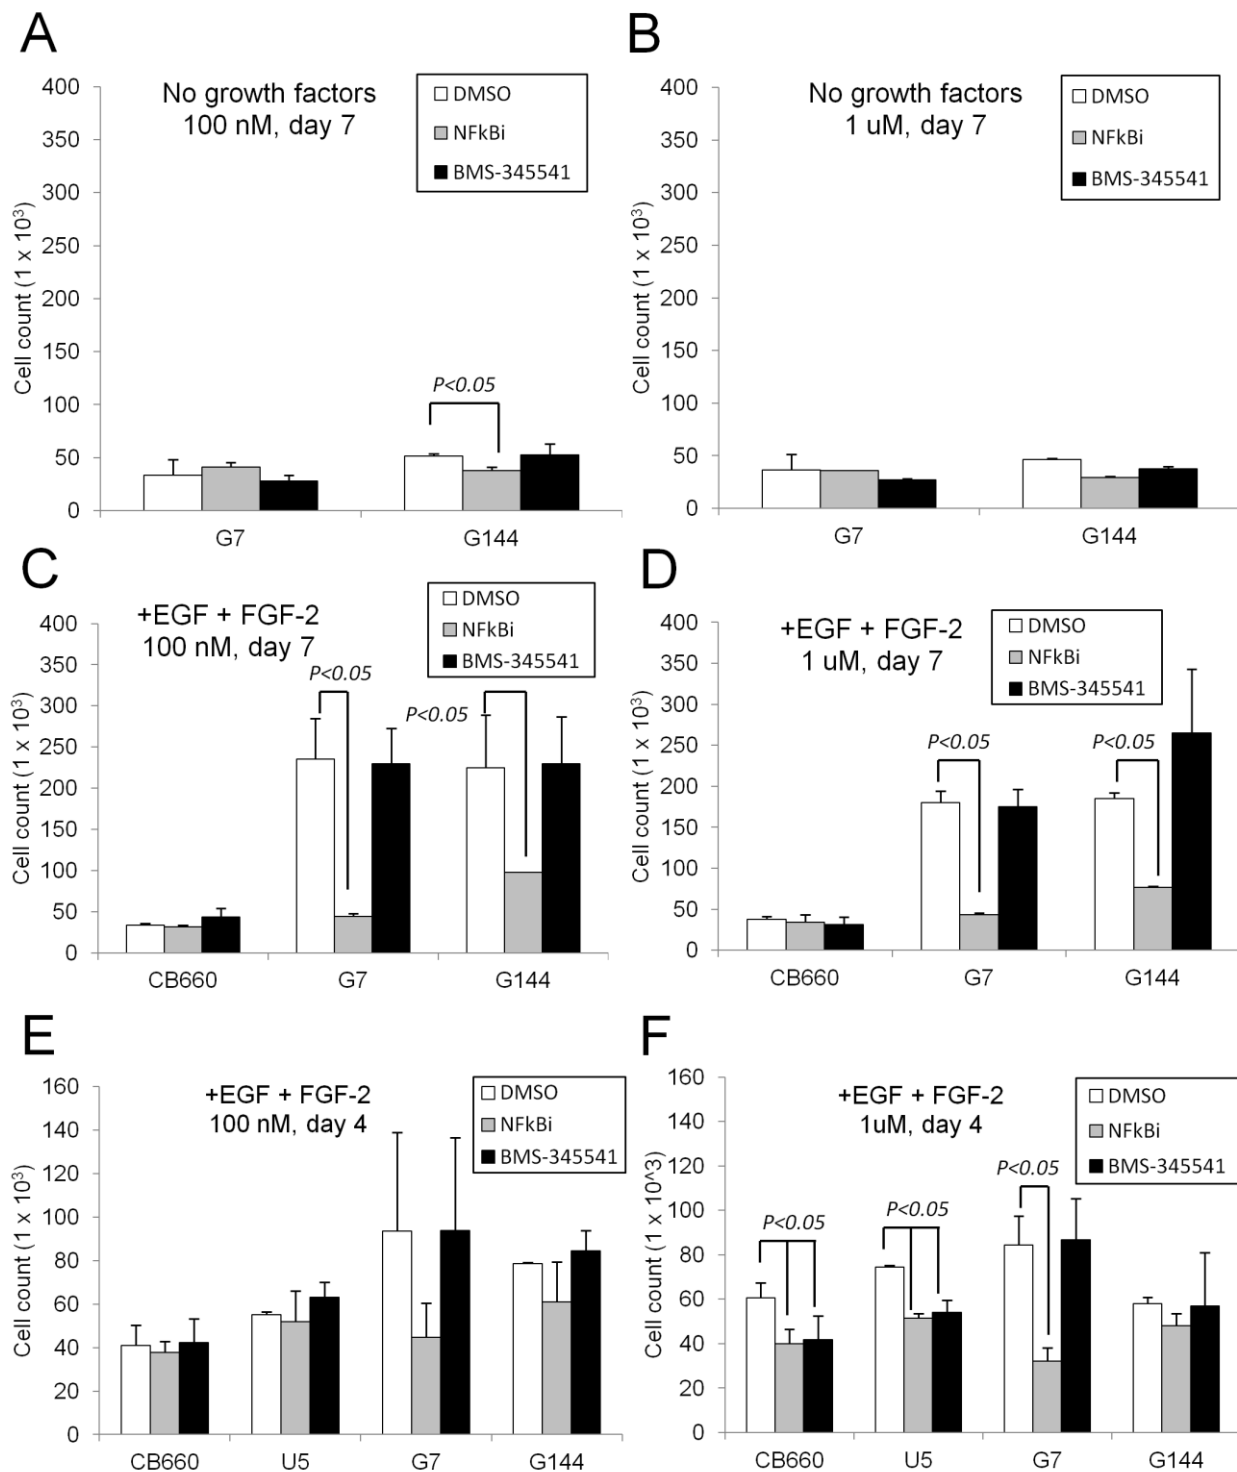 A
No growth factors
100 nM, day 7
DMSO
NFkBi
BMS-345541
Cell count (1 x 10³)
400
350
300
250
200
150
100
50
0
P<0.05
G7
G144
B
No growth factors
1 uM, day 7
DMSO
NFkBi
BMS-345541
Cell count (1 x 10³)
400
350
300
250
200
150
100
50
0
G7
G144
C
+EGF + FGF-2
100 nM, day 7
DMSO
NFkBi
BMS-345541
Cell count (1 x 10³)
400
350
300
250
200
150
100
50
0
P<0.05
P<0.05
CB660
G7
G144
D
+EGF + FGF-2
1 uM, day 7
DMSO
NFkBi
BMS-345541
Cell count (1 x 10³)
400
350
300
250
200
150
100
50
0
P<0.05
P<0.05
CB660
G7
G144
E
+EGF + FGF-2
100 nM, day 4
DMSO
NFkBi
BMS-345541
Cell count (1 x 10³)
160
140
120
100
80
60
40
20
0
CB660
U5
G7
G144
F
+EGF + FGF-2
1uM, day 4
DMSO
NFkBi
BMS-345541
Cell count (1 x 10^3)
160
140
120
100
80
60
40
20
0
P<0.05
P<0.05
P<0.05
CB660
U5
G7
G144